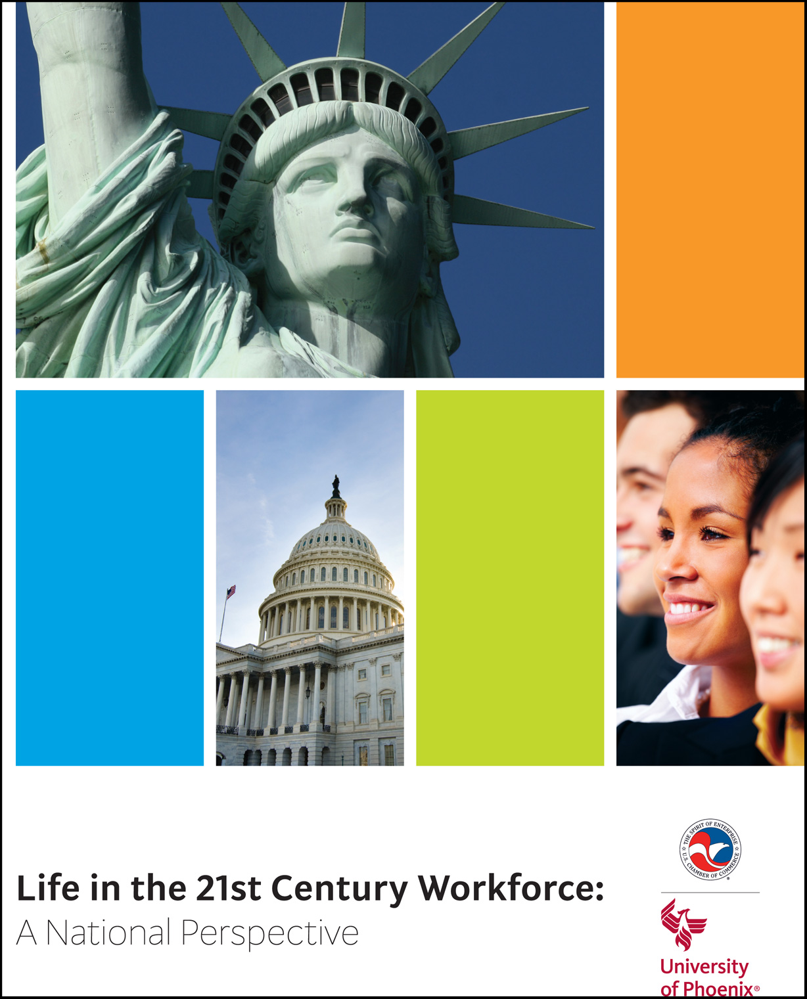 Life in the 21st Century Workforce:
A National Perspective
THE SPIRIT OF ENTERPRISE
U.S. CHAMBER OF COMMERCE
®
University
of Phoenix®